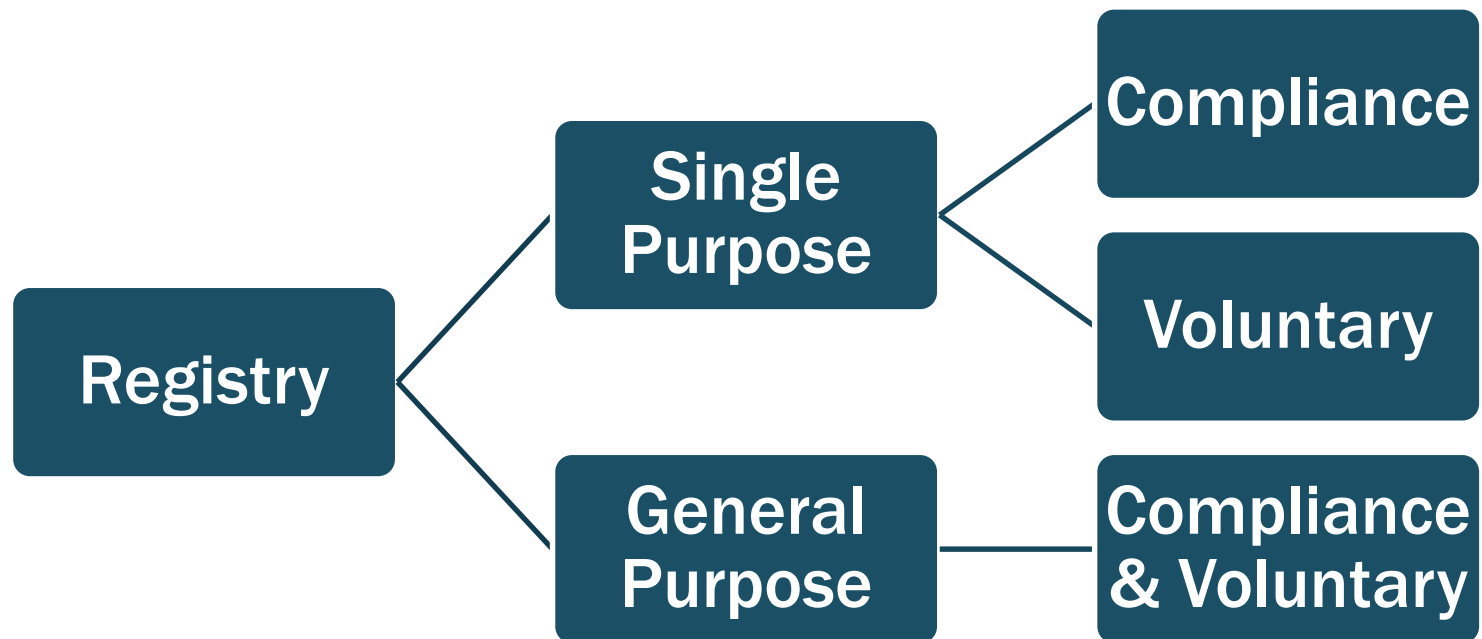 Registry
Single
Purpose
Compliance
Voluntary
General
Purpose
Compliance
& Voluntary